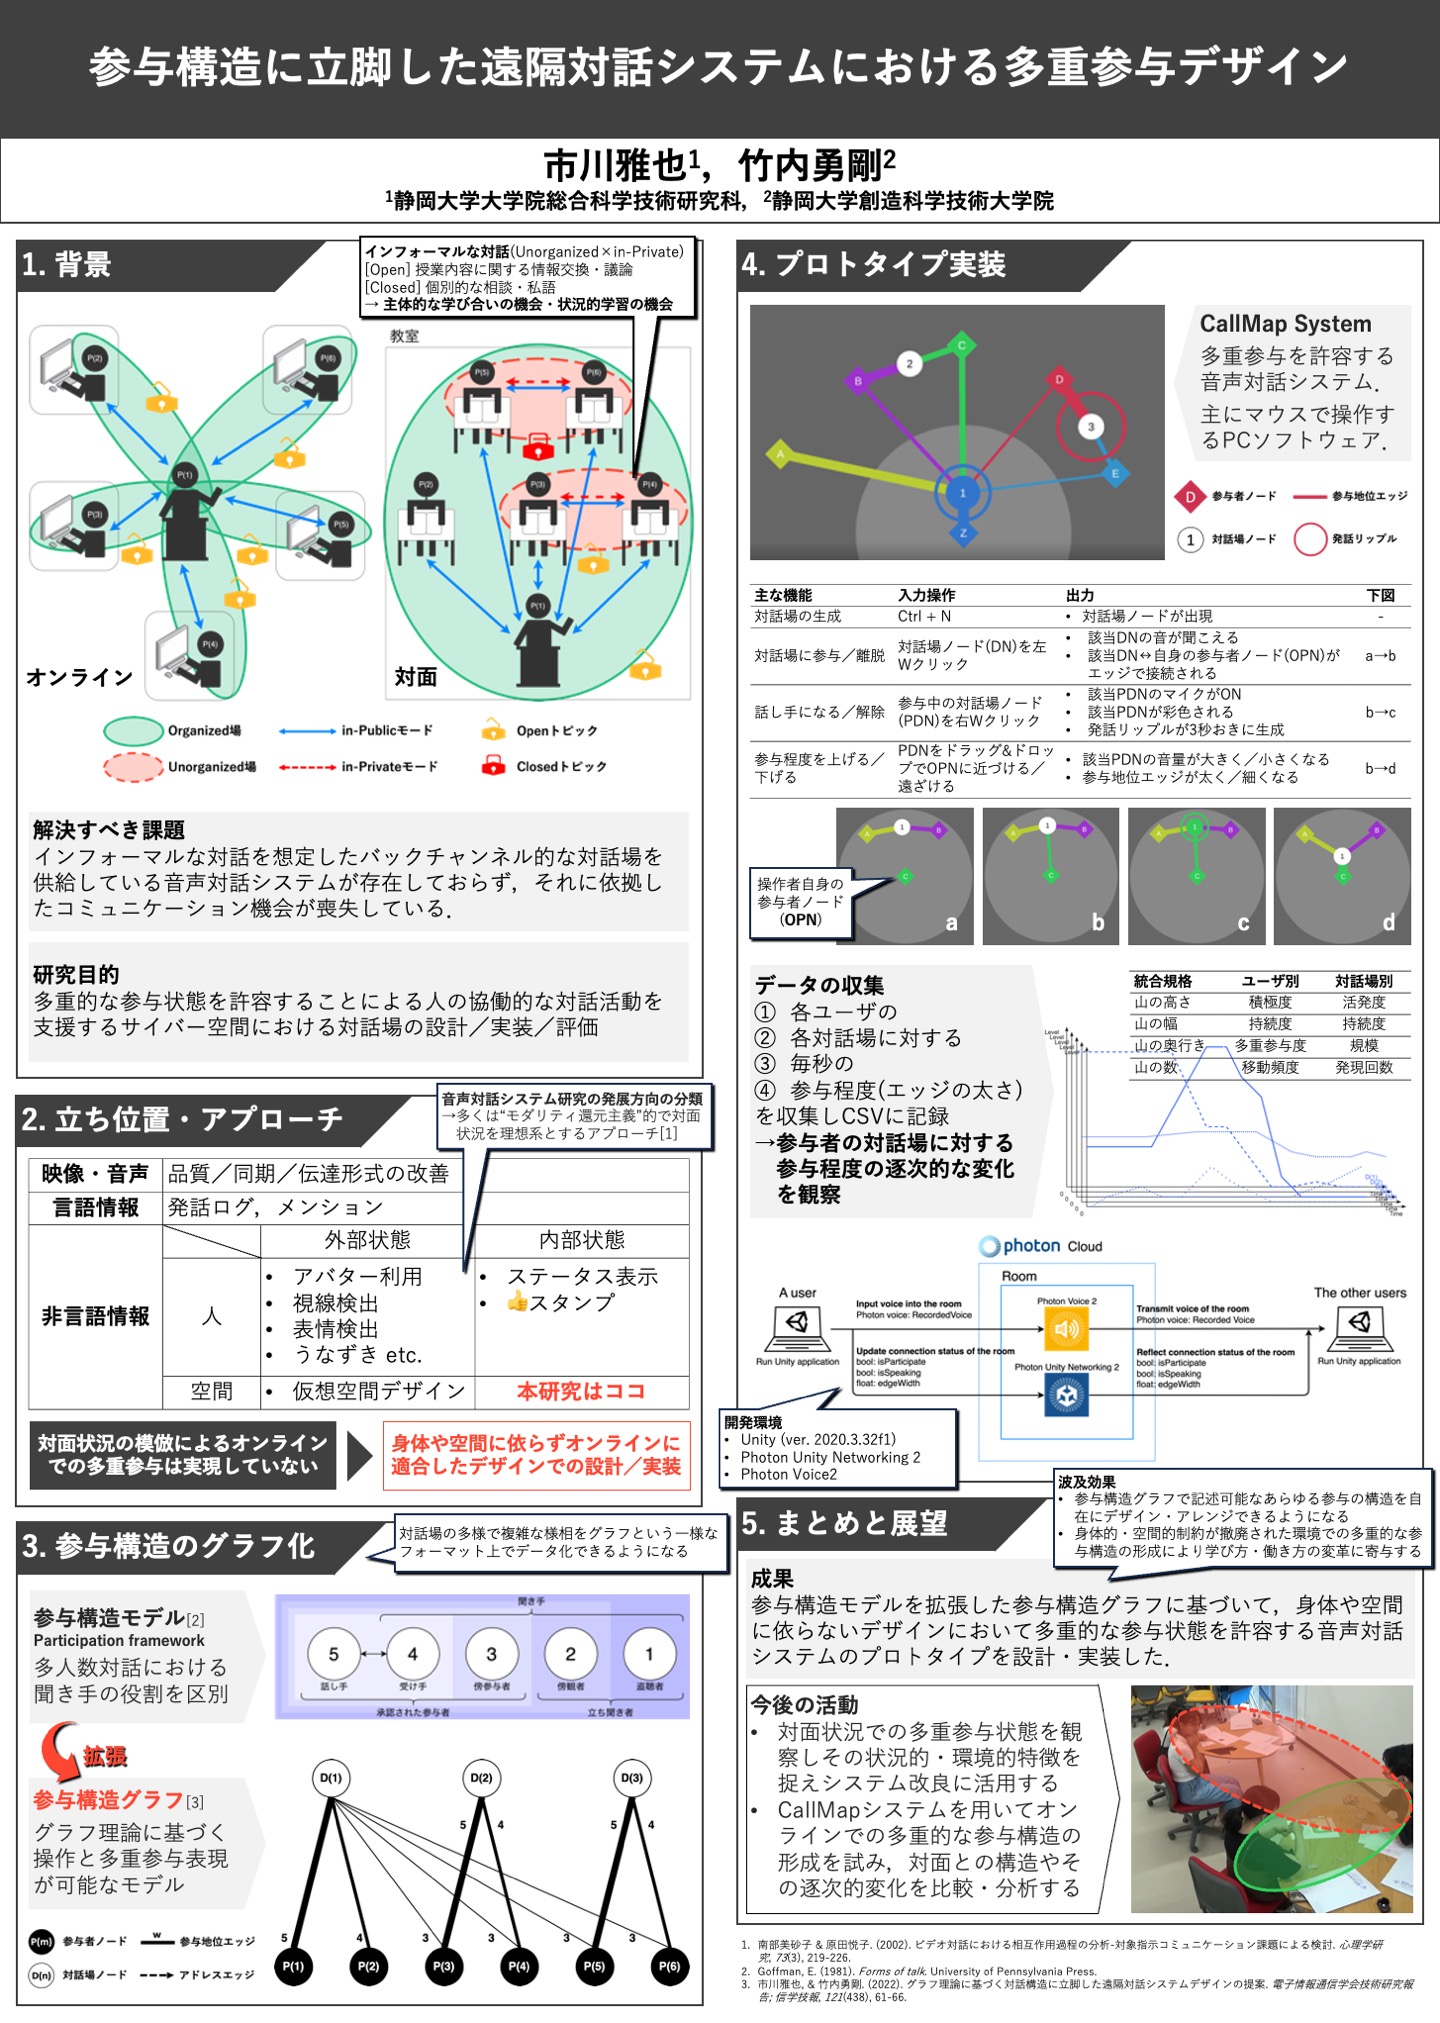 参与構造に立脚した遠隔対話システムにおける多重参与デザイン
市川雅也1，竹内勇剛2
1静岡大学大学院総合科学技術研究科，2静岡大学創造科学技術大学院
1. 背景
インフォーマルな対話(Unorganized×in-Private)
[Open] 授業内容に関する情報交換・議論
[Closed] 個別的な相談・私語
→ 主体的な学び合いの機会・状況的学習の機会
P(2)
P(6)
P(1)
P(3)
P(5)
P(4)
オンライン
教室
P(5)
P(6)
P(2)
P(3)
P(4)
P(1)
対面
Organized場
in-Publicモード
Openトピック
Unorganized場
in-Privateモード
Closedトピック
解決すべき課題
インフォーマルな対話を想定したバックチャンネル的な対話場を
供給している音声対話システムが存在しておらず，それに依拠し
たコミュニケーション機会が喪失している．
研究目的
多重的な参与状態を許容することによる人の協働的な対話活動を
支援するサイバー空間における対話場の設計／実装／評価
2. 立ち位置・アプローチ
音声対話システム研究の発展方向の分類
→多くは“モダリティ還元主義”的で対面
状況を理想系とするアプローチ[1]
映像・音声 品質／同期／伝達形式の改善
言語情報 発話ログ，メンション
外部状態 内部状態
非言語情報
人
• アバター利用
• 視線検出
• 表情検出
• うなずき etc.
• ステータス表示
• 👍スタンプ
空間 • 仮想空間デザイン 本研究はココ
対面状況の模倣によるオンライン
での多重参与は実現していない
身体や空間に依らずオンラインに
適合したデザインでの設計／実装
3. 参与構造のグラフ化
対話場の多様で複雑な様相をグラフという一様な
フォーマット上でデータ化できるようになる
参与構造モデル[2]
Participation framework
多人数対話における
聞き手の役割を区別
聞き手
5 4 3 2 1
話し手 受け手 傍参与者 傍観者 盗聴者
承認された参与者 立ち聞き者
拡張
参与構造グラフ[3]
グラフ理論に基づく
操作と多重参与表現
が可能なモデル
P(m) 参与者ノード w 参与地位エッジ
D(n) 対話場ノード アドレスエッジ
D(1) D(2) D(3)
5 4 5 4
5 4 3 3 3 3
P(1) P(2) P(3) P(4) P(5) P(6)
4. プロトタイプ実装
A
B
2
C
D
3
E
1
Z
CallMap System
多重参与を許容する
音声対話システム．
主にマウスで操作す
るPCソフトウェア．
D 参与者ノード 参与地位エッジ
1 対話場ノード 発話リップル
主な機能 入力操作 出力 下図
対話場の生成 Ctrl + N • 対話場ノードが出現 -
対話場に参与／離脱
対話場ノード(DN)を左
Wクリック
• 該当DNの音が聞こえる
• 該当DN↔自身の参与者ノード(OPN)が
エッジで接続される
a→b
話し手になる／解除
参与中の対話場ノード
(PDN)を右Wクリック
• 該当PDNのマイクがON
• 該当PDNが彩色される
• 発話リップルが3秒おきに生成
b→c
参与程度を上げる／
下げる
PDNをドラッグ&ドロッ
プでOPNに近づける／
遠ざける
• 該当PDNの音量が大きく／小さくなる
• 参与地位エッジが太く／細くなる
b→d
A 1 B C a
A 1 B C b
A 1 B C c
A 1 B C d
操作者自身の
参与者ノード
(OPN)
データの収集
① 各ユーザの
② 各対話場に対する
③ 毎秒の
④ 参与程度(エッジの太さ)
を収集しCSVに記録
→参与者の対話場に対する
参与程度の逐次的な変化
を観察
統合規格 ユーザ別 対話場別
山の高さ 積極度 活発度
山の幅 持続度 持続度
山の奥行き 多重参与度 規模
山の数 移動頻度 発現回数
Level
Level
Level
Level
Level
0
0
0
0
0
Time
Time
Time
Time
Time
photon Cloud
Room
A user
Run Unity application
Input voice into the room
Photon voice: RecordedVoice
Update connection status of the room
bool: isParticipate
bool: isSpeaking
float: edgeWidth
Photon Voice 2
Photon Unity Networking 2
Transmit voice of the room
Photon voice: Recorded Voice
Reflect connection status of the room
bool: isParticipate
bool: isSpeaking
float: edgeWidth
The other users
Run Unity application
開発環境
• Unity (ver. 2020.3.32f1)
• Photon Unity Networking 2
• Photon Voice2
5. まとめと展望
波及効果
• 参与構造グラフで記述可能なあらゆる参与の構造を自
在にデザイン・アレンジできるようになる
• 身体的・空間的制約が撤廃された環境での多重的な参
与構造の形成により学び方・働き方の変革に寄与する
成果
参与構造モデルを拡張した参与構造グラフに基づいて，身体や空間
に依らないデザインにおいて多重的な参与状態を許容する音声対話
システムのプロトタイプを設計・実装した．
今後の活動
• 対面状況での多重参与状態を観
察しその状況的・環境的特徴を
捉えシステム改良に活用する
• CallMapシステムを用いてオン
ラインでの多重的な参与構造の
形成を試み，対面との構造やそ
の逐次的変化を比較・分析する
1. 南部美砂子 & 原田悦子. (2002). ビデオ対話における相互作用過程の分析-対象指示コミュニケーション課題による検討. 心理学研
究, 73(3), 219-226.
2. Goffman, E. (1981). Forms of talk. University of Pennsylvania Press.
3. 市川雅也, & 竹内勇剛. (2022). グラフ理論に基づく対話構造に立脚した遠隔対話システムデザインの提案. 電子情報通信学会技術研究報
告; 信学技報, 121(438), 61-66.